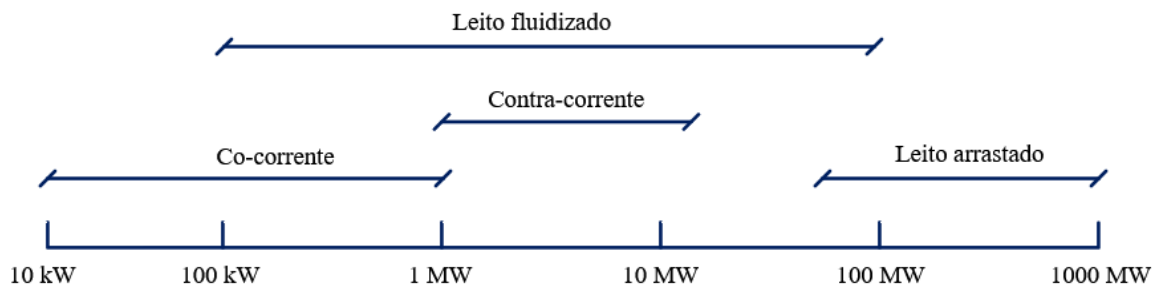 Leito fluidizado
Contra-corrente
Co-corrente
Leito arrastado
10 kW 100 kW 1 MW 10 MW 100 MW 1000 MW